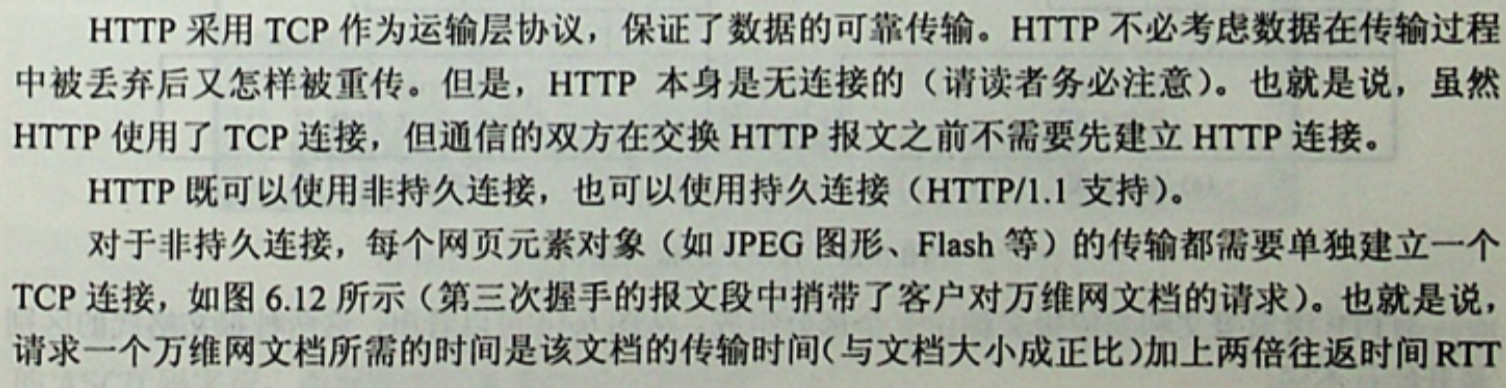 HTTP 采用 TCP 作为运输层协议，保证了数据的可靠传输。HTTP 不必考虑数据在传输过程
中被丢弃后又怎样被重传。但是，HTTP 本身是无连接的（请读者务必注意）。也就是说，虽然
HTTP 使用了 TCP 连接，但通信的双方在交换 HTTP 报文之前不需要先建立 HTTP 连接。
HTTP 既可以使用非持久连接，也可以使用持久连接（HTTP/1.1 支持）。
对于非持久连接，每个网页元素对象（如 JPEG 图形、Flash 等）的传输都需要单独建立一个
TCP 连接，如图 6.12 所示（第三次握手的报文段中捎带了客户对万维网文档的请求）。也就是说，
请求一个万维网文档所需的时间是该文档的传输时间（与文档大小成正比）加上两倍往返时间 RTT